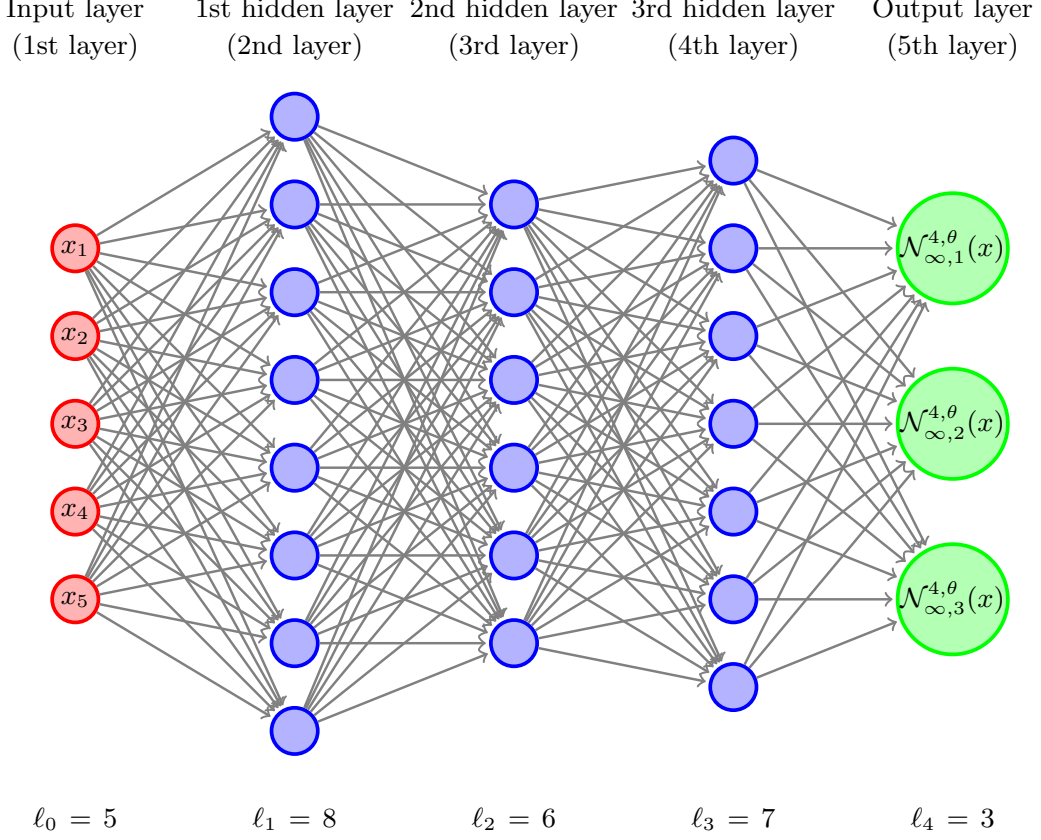 Input layer
(1st layer)
1st hidden layer
(2nd layer)
2nd hidden layer
(3rd layer)
3rd hidden layer
(4th layer)
Output layer
(5th layer)
x₁
x₂
x₃
x₄
x₅
𝒩^{4,θ}_{∞,1}(x)
𝒩^{4,θ}_{∞,2}(x)
𝒩^{4,θ}_{∞,3}(x)
ℓ₀ = 5
ℓ₁ = 8
ℓ₂ = 6
ℓ₃ = 7
ℓ₄ = 3